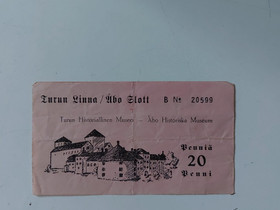 Turun Linna / Åbo Slott B No 20599
Turun Historiallinen Museo — Åbo Historiska Museum
Penniä
20
Penni